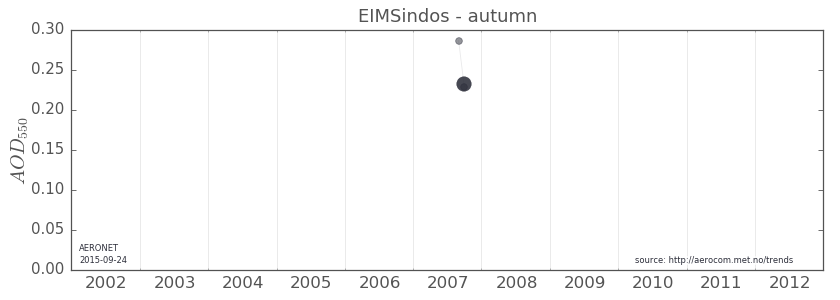 EIMSindos - autumn
0.30
0.25
0.20
0.15
0.10
0.05
0.00
AOD550
AERONET
2015-09-24
source: http://aerocom.met.no/trends
2002 2003 2004 2005 2006 2007 2008 2009 2010 2011 2012